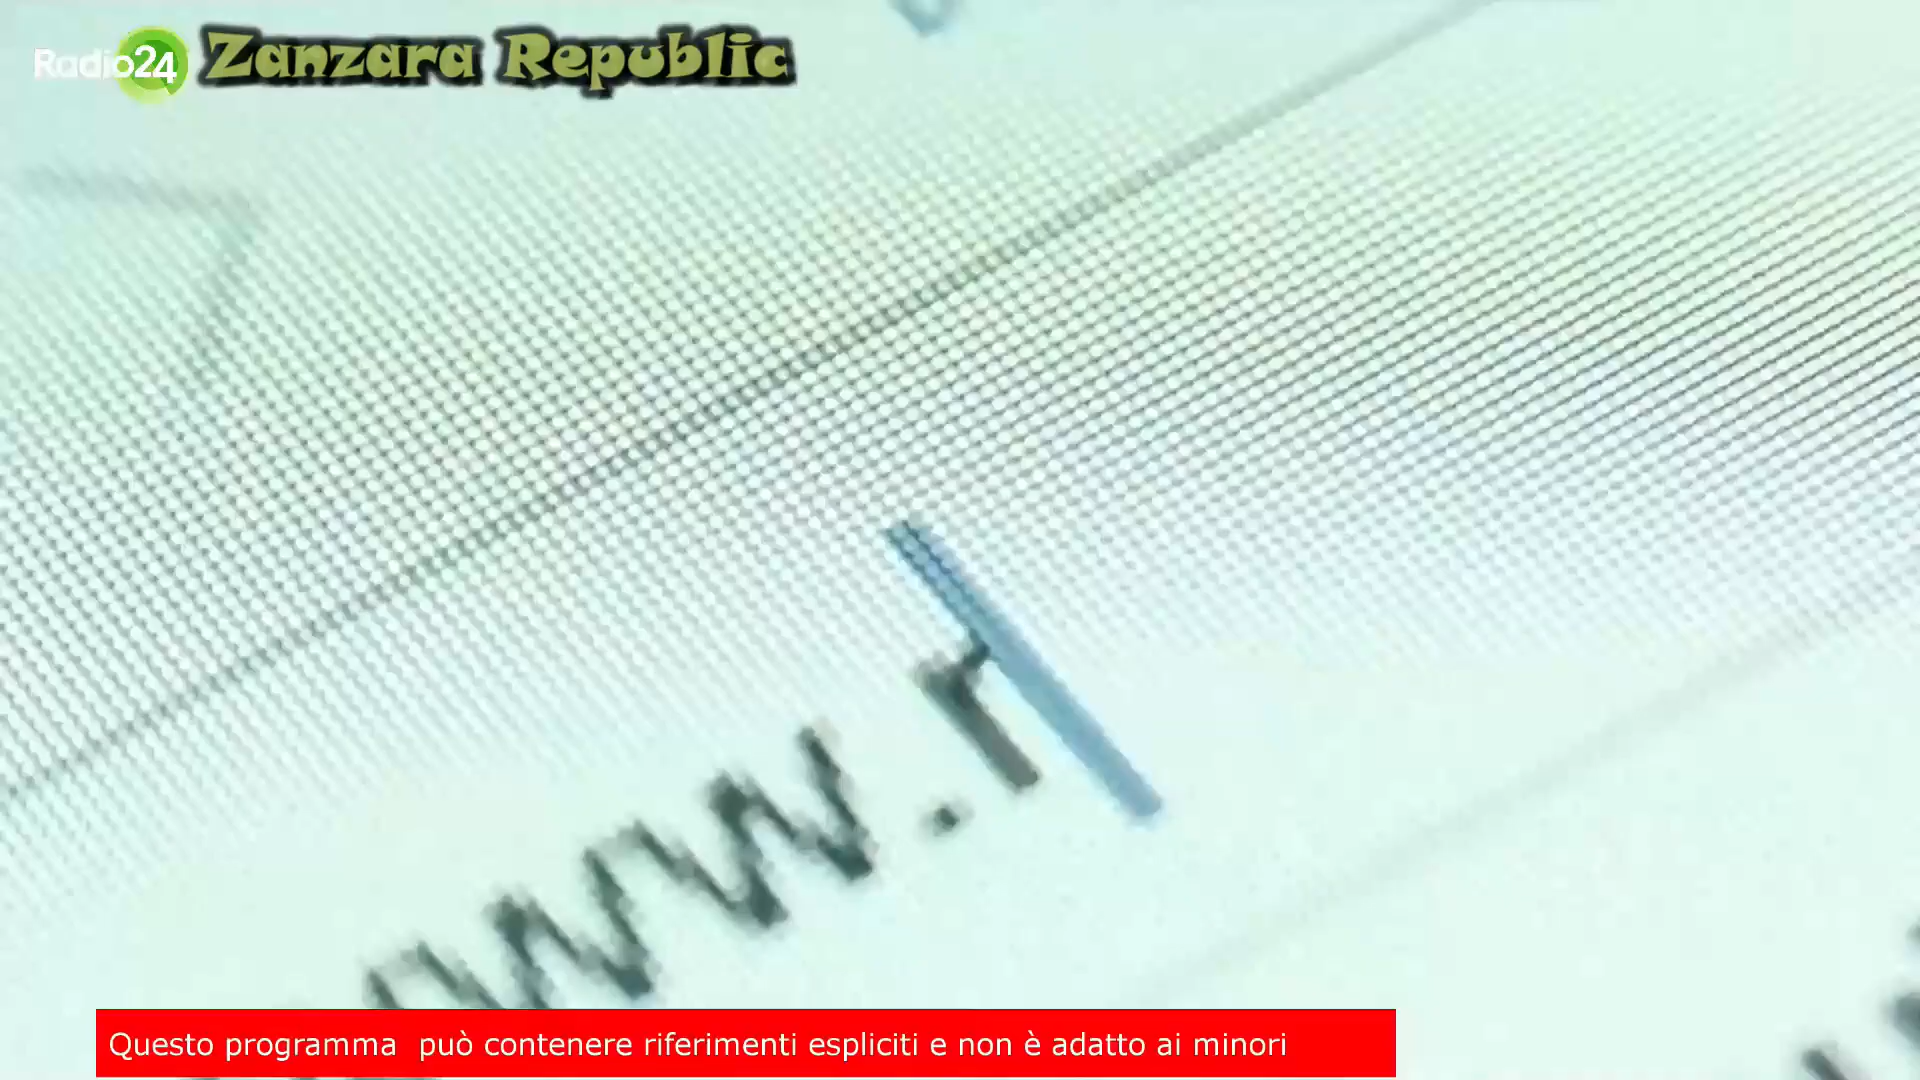 Radio24 Zanzara Republic
www.r
Questo programma  può contenere riferimenti espliciti e non è adatto ai minori